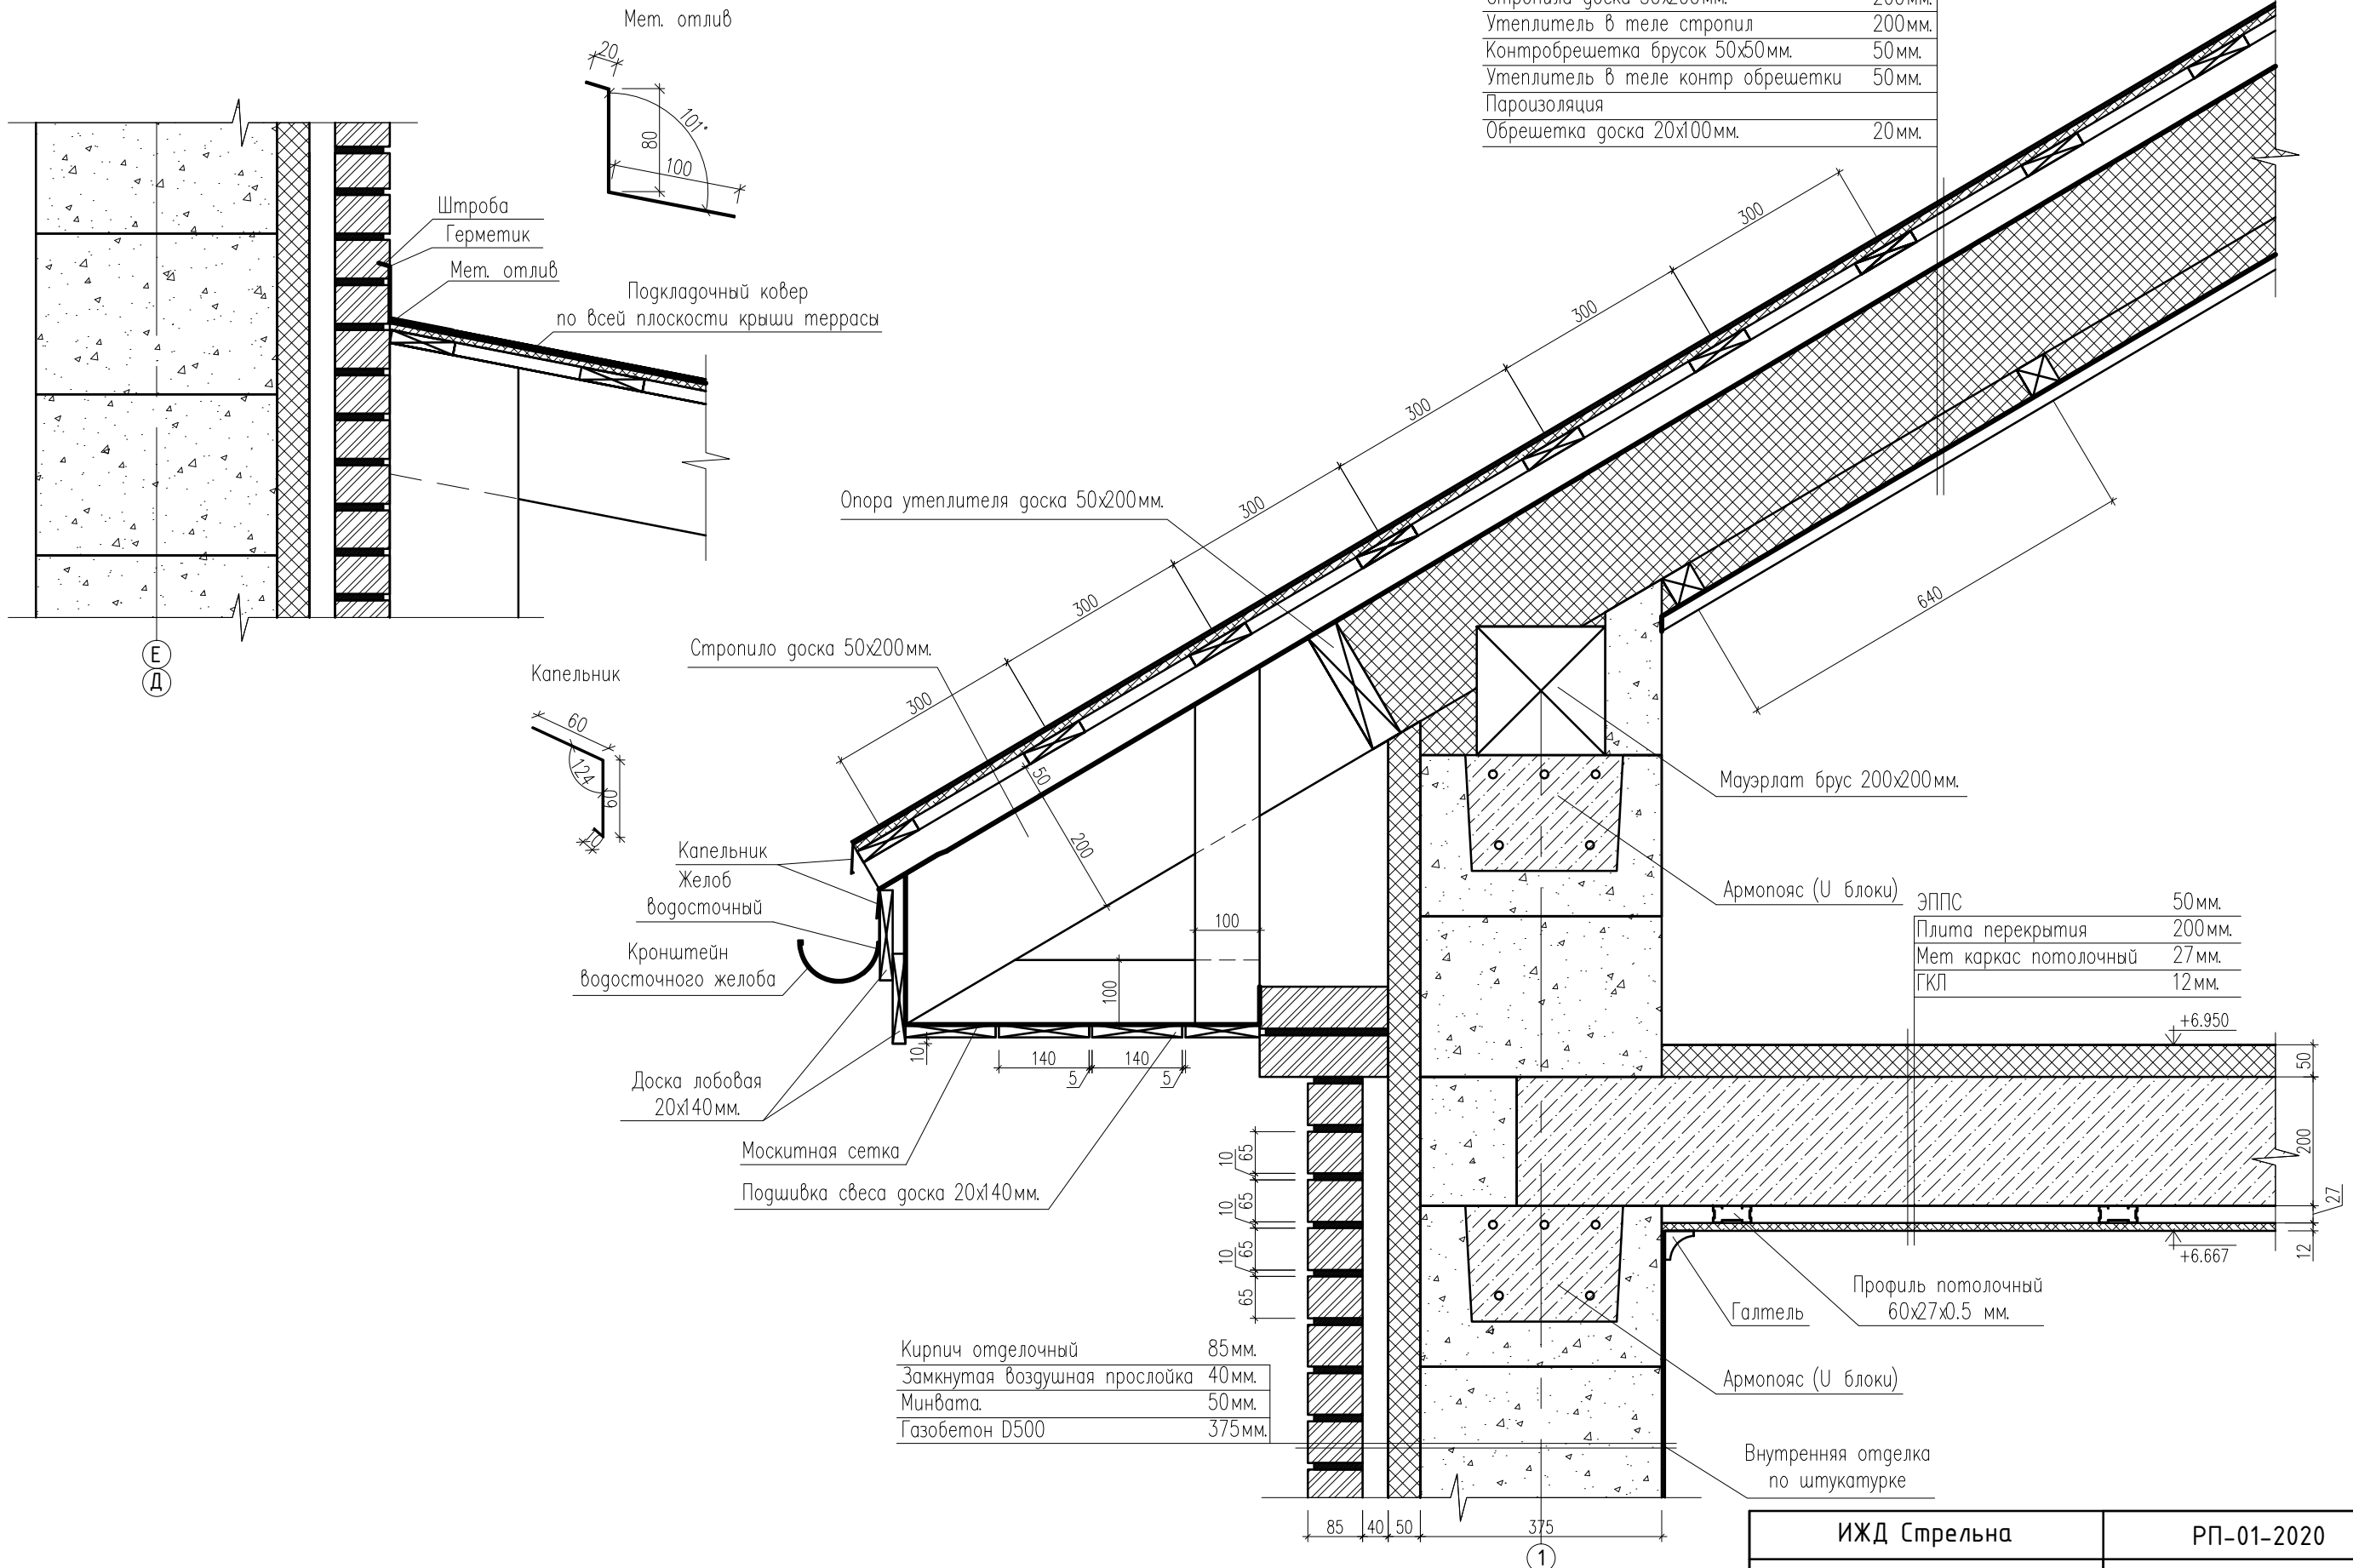 Мет. отлив
20
80
101°
100
Штроба
Герметик
Мет. отлив
Подкладочный ковер
по всей плоскости крыши террасы
Е
Д
Утеплитель в теле стропил 200мм.
Контробрешетка брусок 50х50мм. 50мм.
Утеплитель в теле контр обрешетки 50мм.
Пароизоляция
Обрешетка доска 20х100мм. 20мм.
300
300
300
300
300
300
Опора утеплителя доска 50х200мм.
Стропило доска 50х200мм.
640
Капельник
60
124
60
10
50
200
Мауэрлат брус 200х200мм.
Капельник
Желоб
водосточный
Кронштейн
водосточного желоба
Армопояс (U блоки)
100
100
ЭППС 50мм.
Плита перекрытия 200мм.
Мет каркас потолочный 27мм.
ГКЛ 12мм.
+6.950
10
140
140
5
5
Доска лобовая
20х140мм.
Москитная сетка
Подшивка свеса доска 20х140мм.
10
65
10
65
10
65
65
50
200
27
12
+6.667
Профиль потолочный
60х27х0.5 мм.
Галтель
Кирпич отделочный 85мм.
Замкнутая воздушная прослойка 40мм.
Минвата. 50мм.
Газобетон D500 375мм.
Армопояс (U блоки)
Внутренняя отделка
по штукатурке
85 40 50 375
1
ИЖД Стрельна РП-01-2020